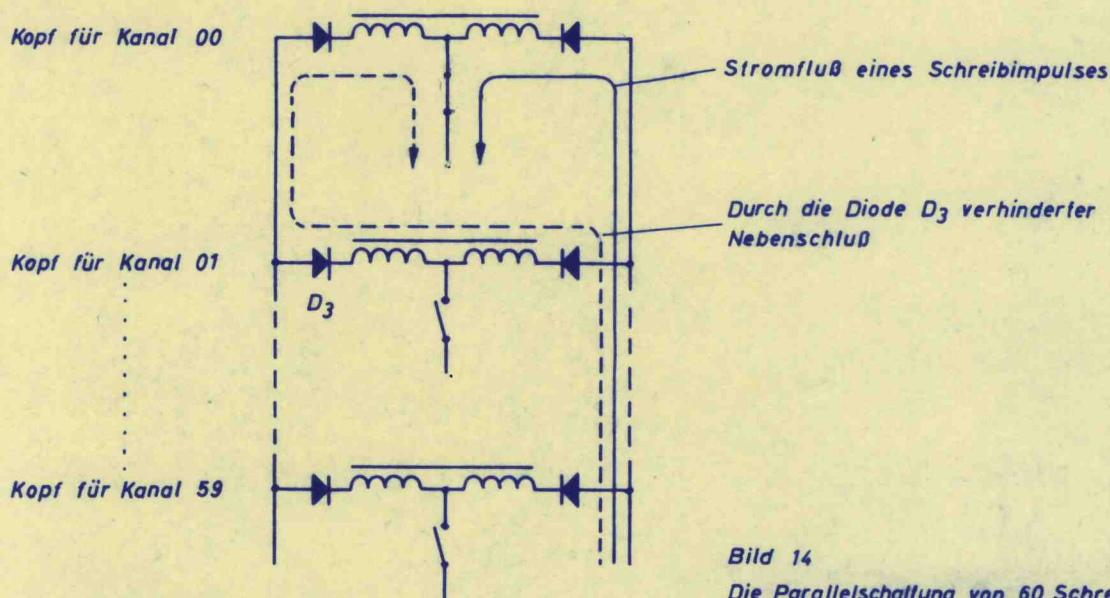 Kopf für Kanal 00
Stromfluß eines Schreibimpulses
Durch die Diode D3 verhinderter
Nebenschluß
Kopf für Kanal 01
D3
Kopf für Kanal 59
Bild 14
Die Parallelschaltung von 60